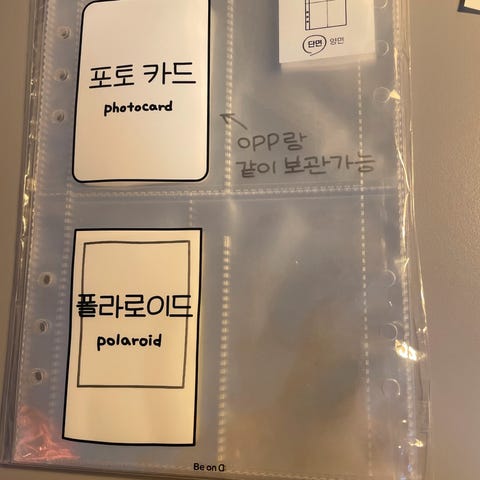 포토 카드
photocard
단면 양면
OPP랑
같이 보관가능
폴라로이드
polaroid
Be on D